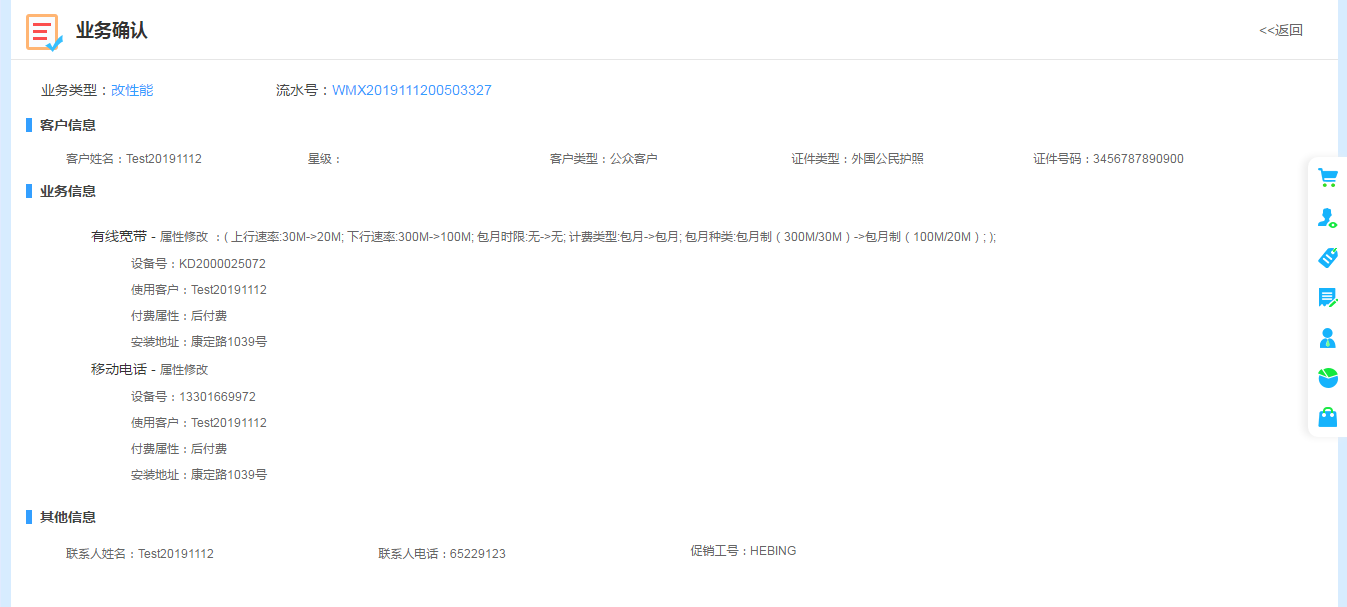 业务确认
<<返回
业务类型：改性能 流水号：WMX2019111200503327
客户信息
客户姓名：Test20191112 星级： 客户类型：公众客户 证件类型：外国公民护照 证件号码：3456787890900
业务信息
有线宽带 - 属性修改 ：( 上行速率:30M->20M; 下行速率:300M->100M; 包月时限:无->无; 计费类型:包月->包月; 包月种类:包月制（300M/30M）->包月制（100M/20M）; );
设备号：KD2000025072
使用客户：Test20191112
付费属性：后付费
安装地址：康定路1039号
移动电话 - 属性修改
设备号：13301669972
使用客户：Test20191112
付费属性：后付费
安装地址：康定路1039号
其他信息
联系人姓名：Test20191112 联系人电话：65229123 促销工号：HEBING